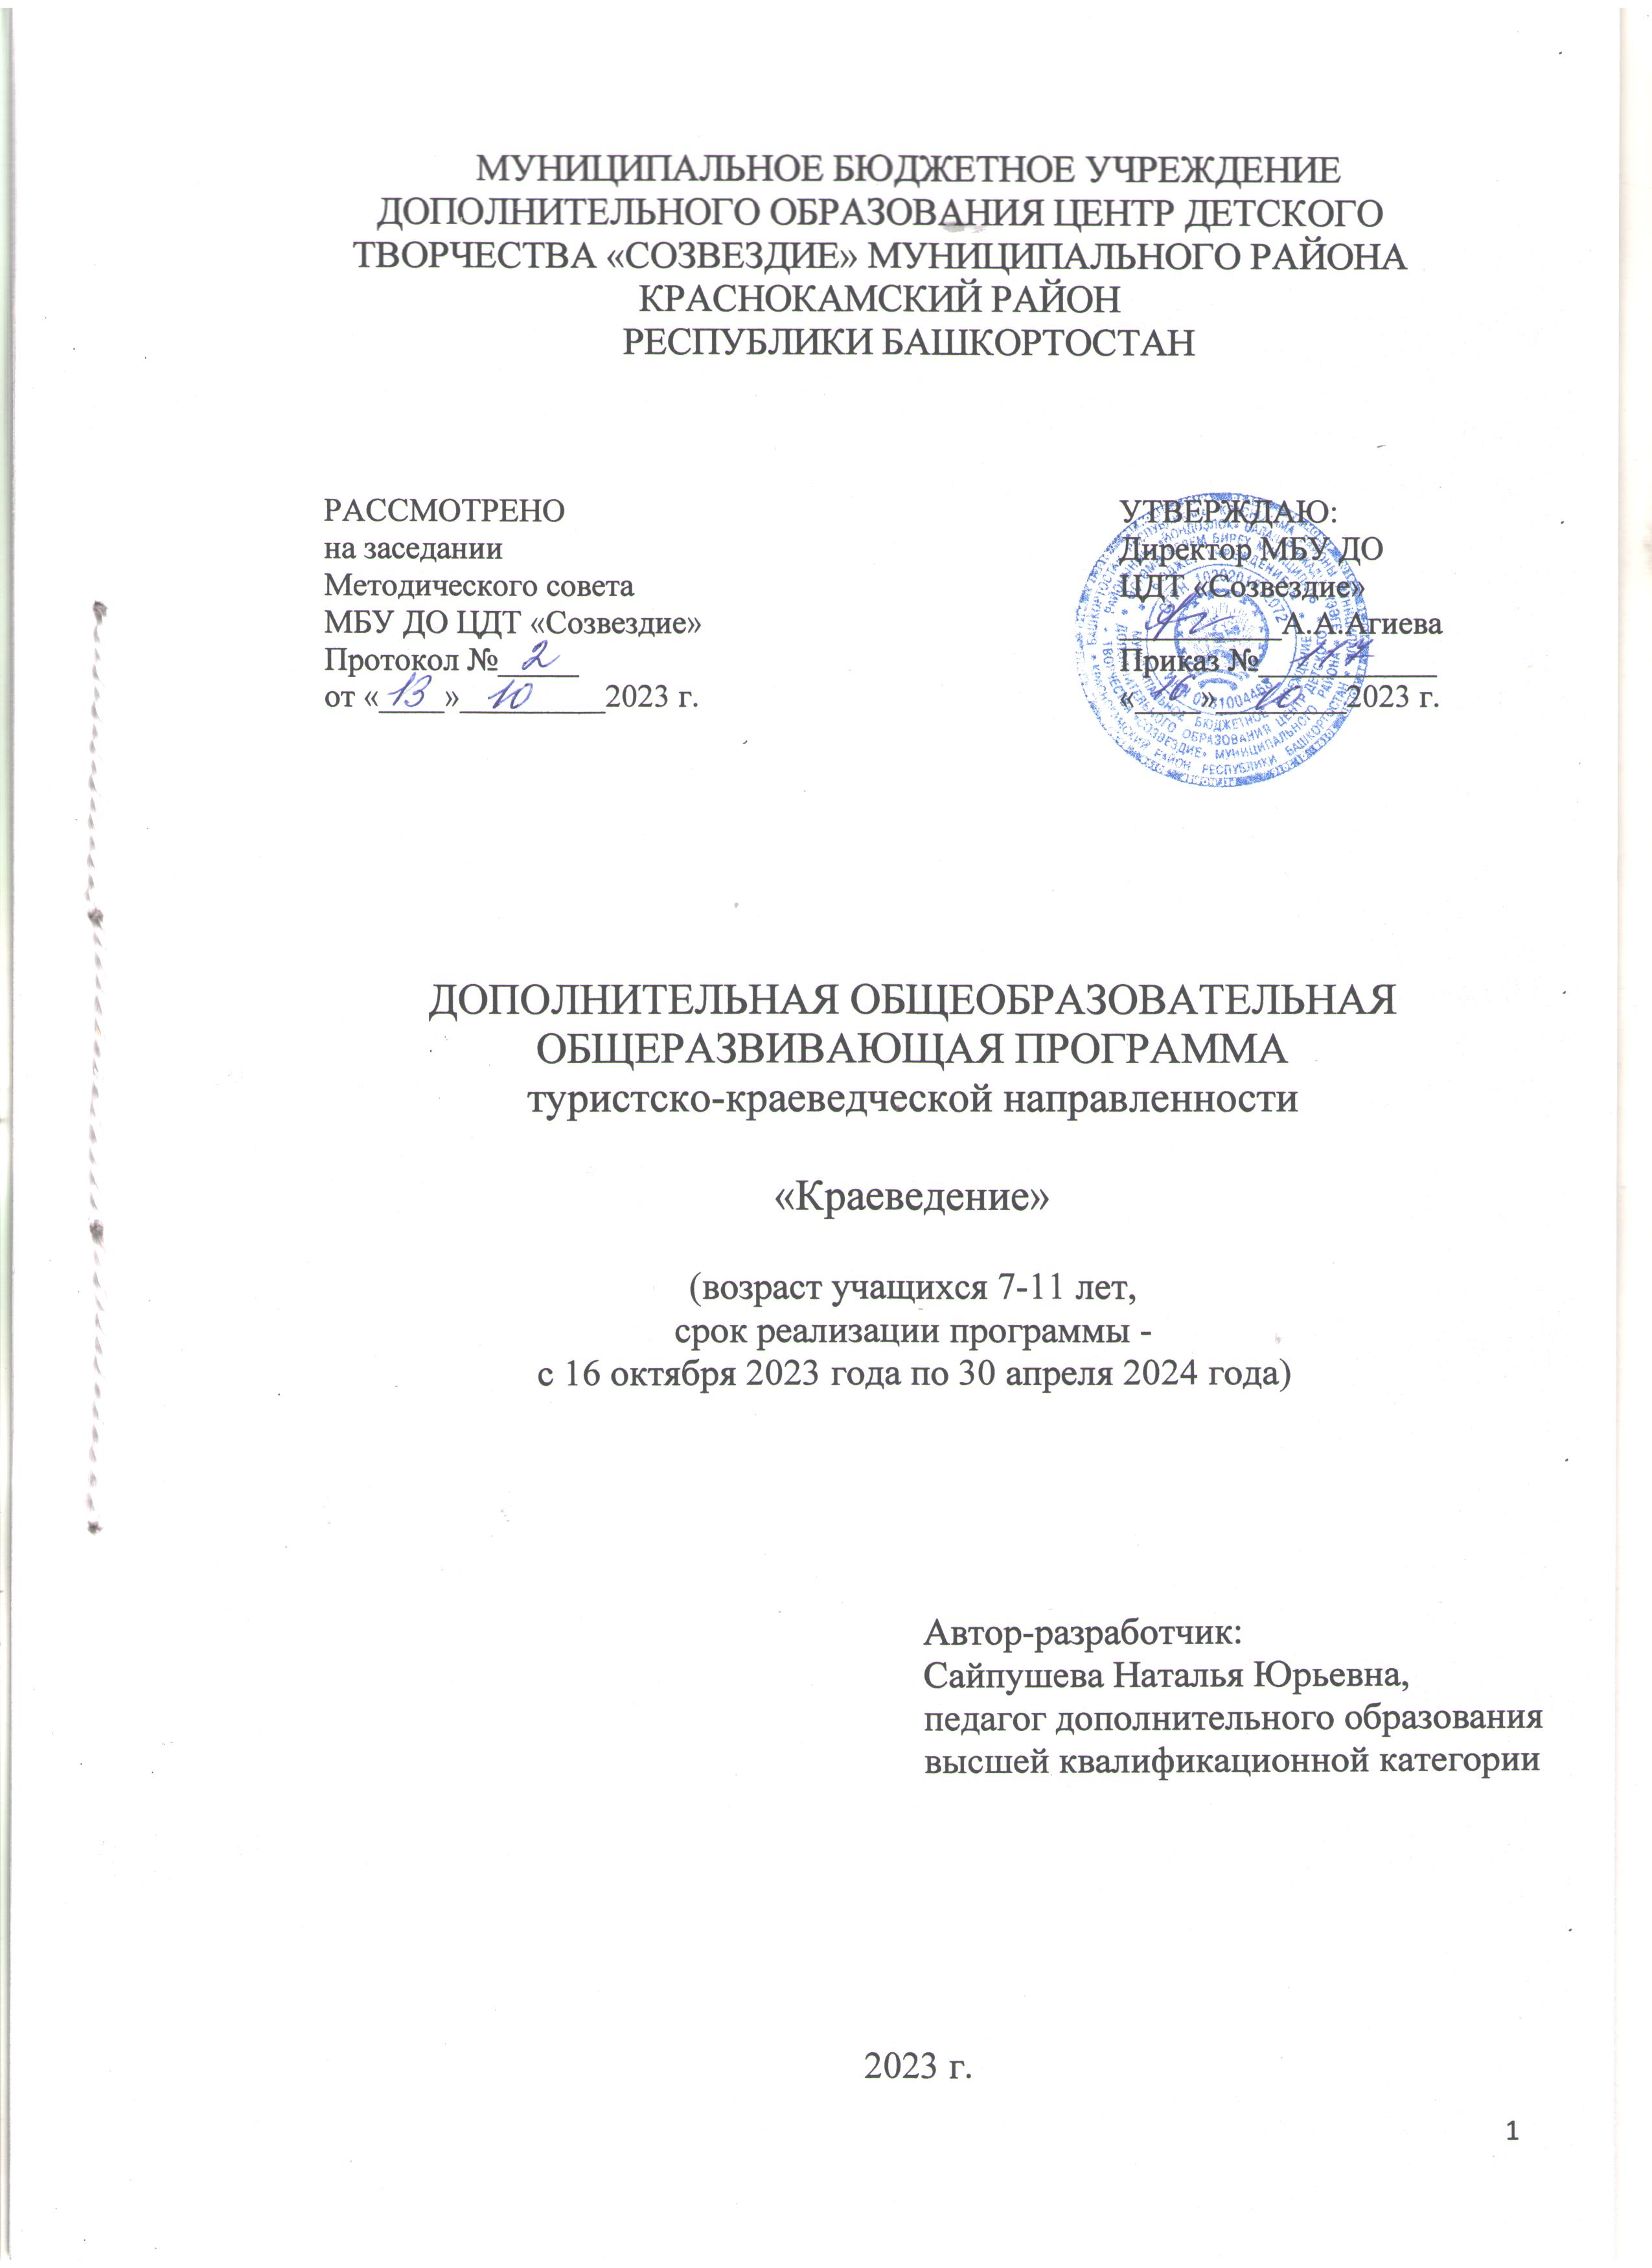 МУНИЦИПАЛЬНОЕ БЮДЖЕТНОЕ УЧРЕЖДЕНИЕ
ДОПОЛНИТЕЛЬНОГО ОБРАЗОВАНИЯ ЦЕНТР ДЕТСКОГО
ТВОРЧЕСТВА «СОЗВЕЗДИЕ» МУНИЦИПАЛЬНОГО РАЙОНА
КРАСНОКАМСКИЙ РАЙОН
РЕСПУБЛИКИ БАШКОРТОСТАН
РАССМОТРЕНО
на заседании
Методического совета
МБУ ДО ЦДТ «Созвездие»
Протокол № 2
от «13» 10 2023 г.
УТВЕРЖДАЮ:
Директор МБУ ДО
ЦДТ «Созвездие»
А.А.Агиева
Приказ № 117
« » 10 2023 г.
ДОПОЛНИТЕЛЬНАЯ ОБЩЕОБРАЗОВАТЕЛЬНАЯ
ОБЩЕРАЗВИВАЮЩАЯ ПРОГРАММА
туристско-краеведческой направленности
«Краеведение»
(возраст учащихся 7-11 лет,
срок реализации программы -
с 16 октября 2023 года по 30 апреля 2024 года)
Автор-разработчик:
Сайпушева Наталья Юрьевна,
педагог дополнительного образования
высшей квалификационной категории
2023 г.
1